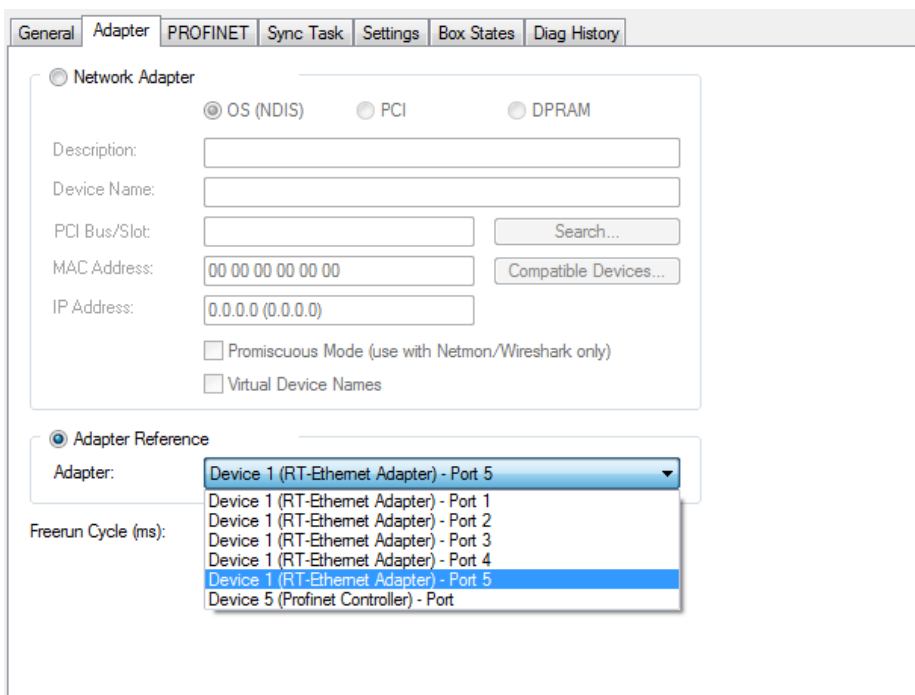 General Adapter PROFINET Sync Task Settings Box States Diag History
Network Adapter
OS (NDIS) PCI DPRAM
Description:
Device Name:
PCI Bus/Slot: Search...
MAC Address: 00 00 00 00 00 00 Compatible Devices...
IP Address: 0.0.0.0 (0.0.0.0)
Promiscuous Mode (use with Netmon/Wireshark only)
Virtual Device Names
Adapter Reference
Adapter: Device 1 (RT-Ethernet Adapter) - Port 5
Device 1 (RT-Ethernet Adapter) - Port 1
Device 1 (RT-Ethernet Adapter) - Port 2
Freerun Cycle (ms): Device 1 (RT-Ethernet Adapter) - Port 3
Device 1 (RT-Ethernet Adapter) - Port 4
Device 1 (RT-Ethernet Adapter) - Port 5
Device 5 (Profinet Controller) - Port